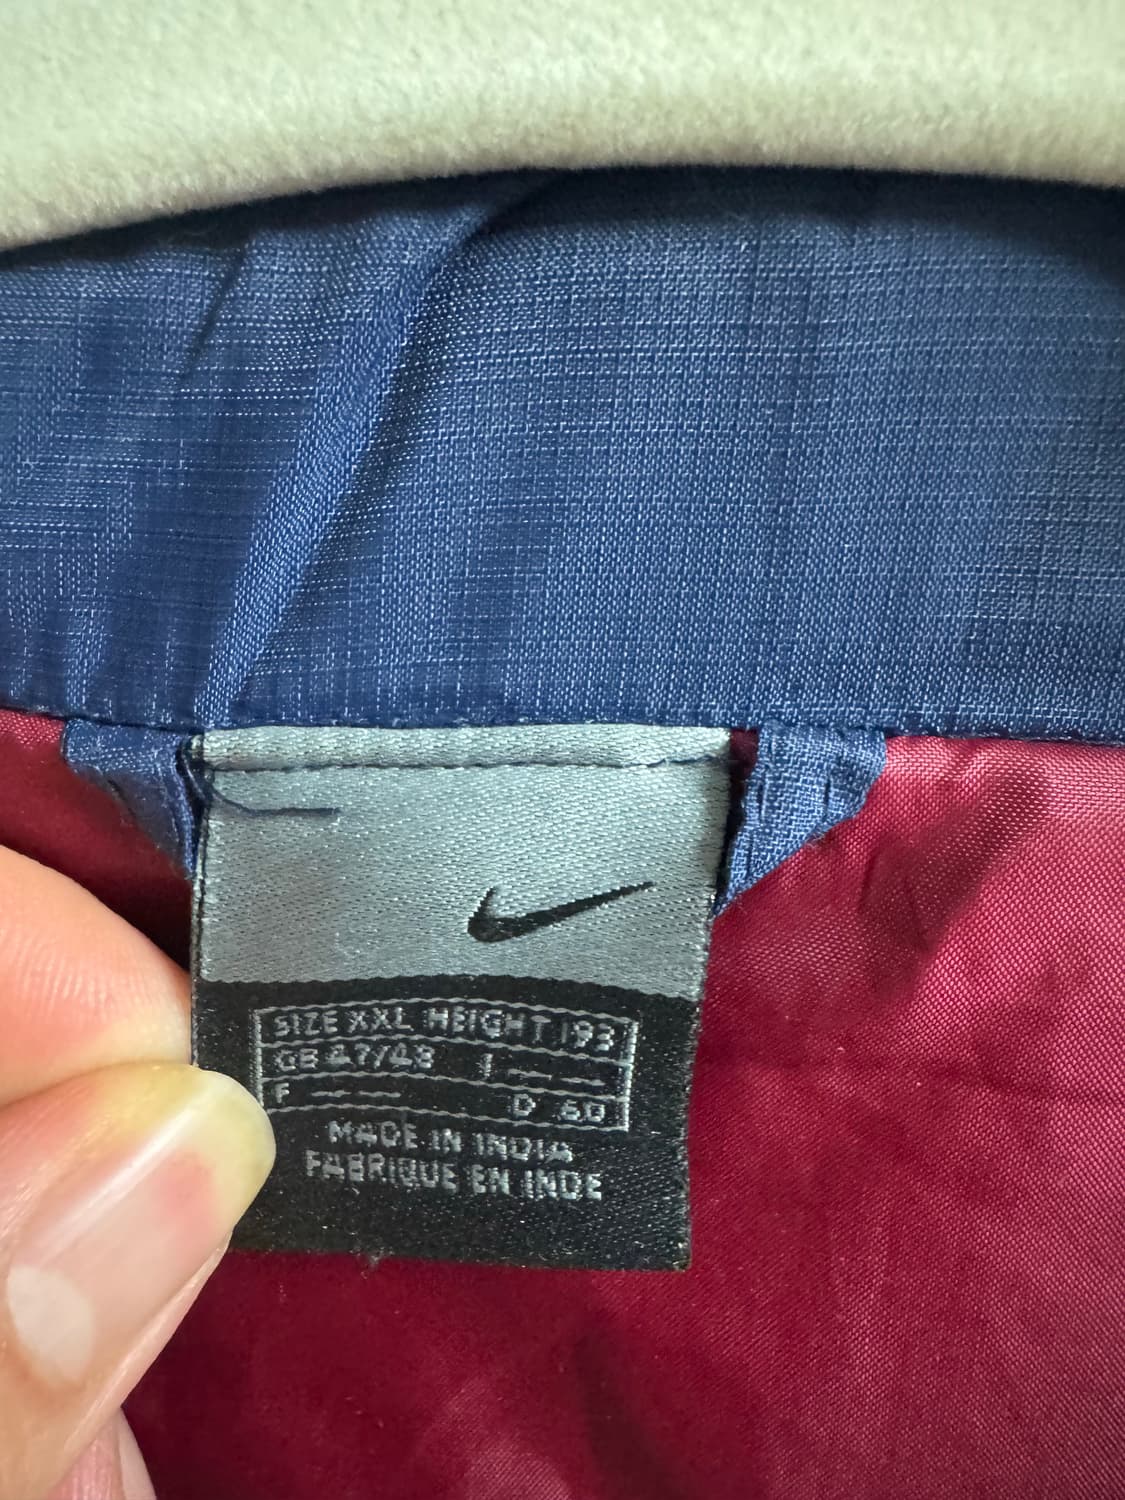 SIZE XXL HEIGHT 193
GB 47/48 I — —
F — — D 60
MADE IN INDIA
FABRIQUE EN INDE